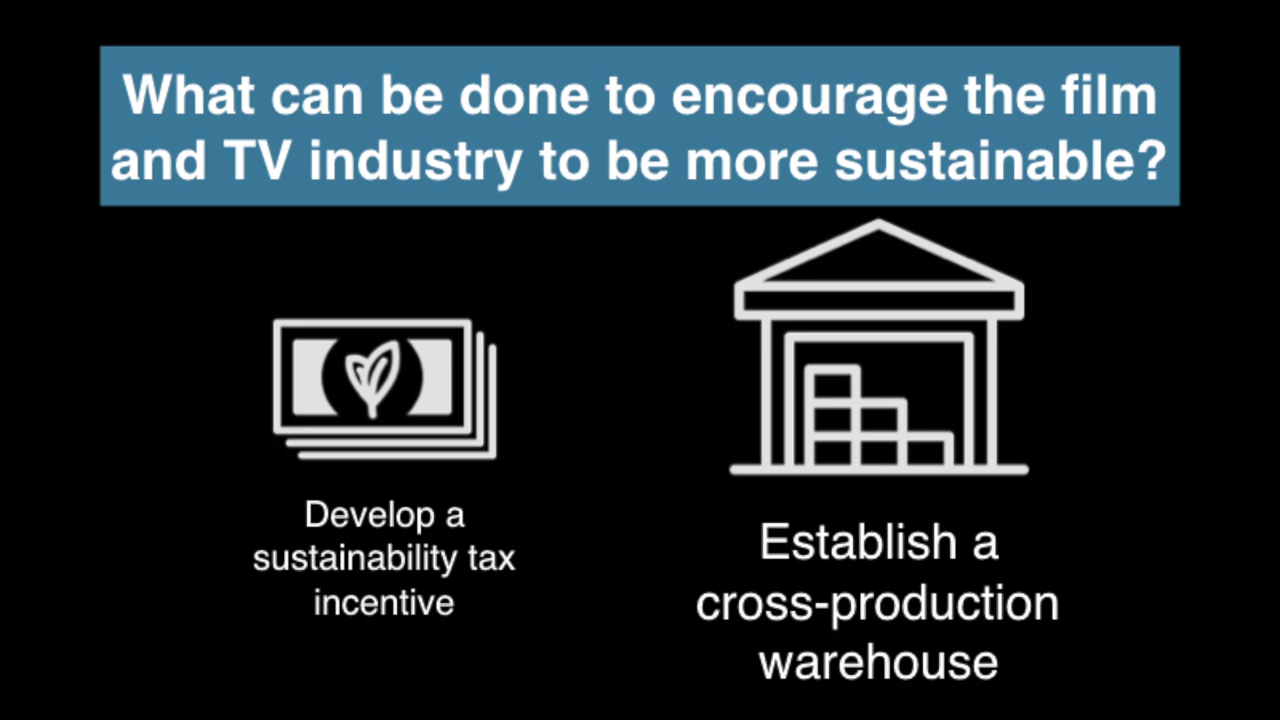 What can be done to encourage the film
and TV industry to be more sustainable?
Develop a
sustainability tax
incentive
Establish a
cross-production
warehouse